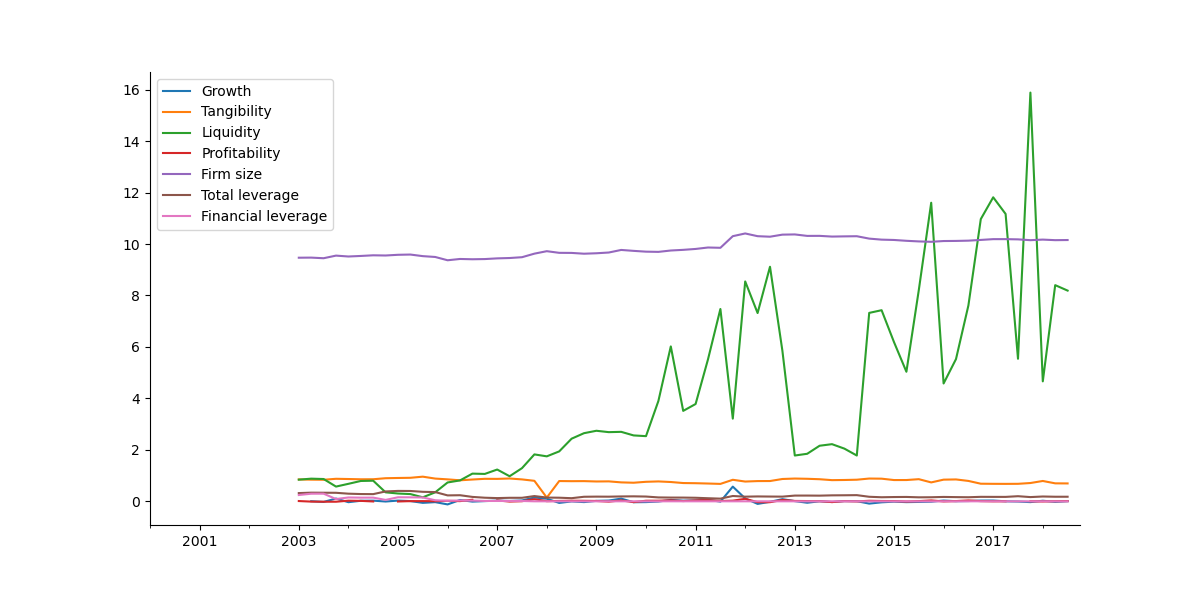 Growth
Tangibility
Liquidity
Profitability
Firm size
Total leverage
Financial leverage
16
14
12
10
8
6
4
2
0
2001 2003 2005 2007 2009 2011 2013 2015 2017